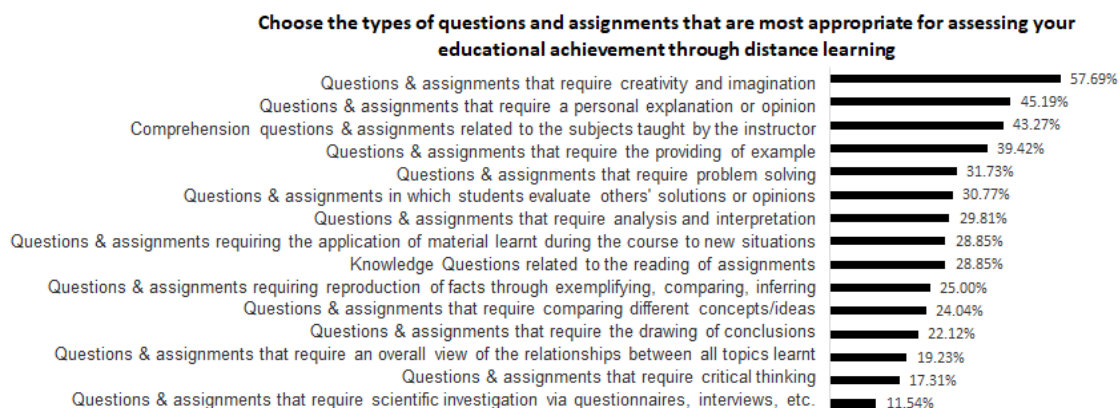 Choose the types of questions and assignments that are most appropriate for assessing your
educational achievement through distance learning
Questions & assignments that require creativity and imagination 57.69%
Questions & assignments that require a personal explanation or opinion 45.19%
Comprehension questions & assignments related to the subjects taught by the instructor 43.27%
Questions & assignments that require the providing of example 39.42%
Questions & assignments that require problem solving 31.73%
Questions & assignments in which students evaluate others' solutions or opinions 30.77%
Questions & assignments that require analysis and interpretation 29.81%
Questions & assignments requiring the application of material learnt during the course to new situations 28.85%
Knowledge Questions related to the reading of assignments 28.85%
Questions & assignments requiring reproduction of facts through exemplifying, comparing, inferring 25.00%
Questions & assignments that require comparing different concepts/ideas 24.04%
Questions & assignments that require the drawing of conclusions 22.12%
Questions & assignments that require an overall view of the relationships between all topics learnt 19.23%
Questions & assignments that require critical thinking 17.31%
Questions & assignments that require scientific investigation via questionnaires, interviews, etc. 11.54%